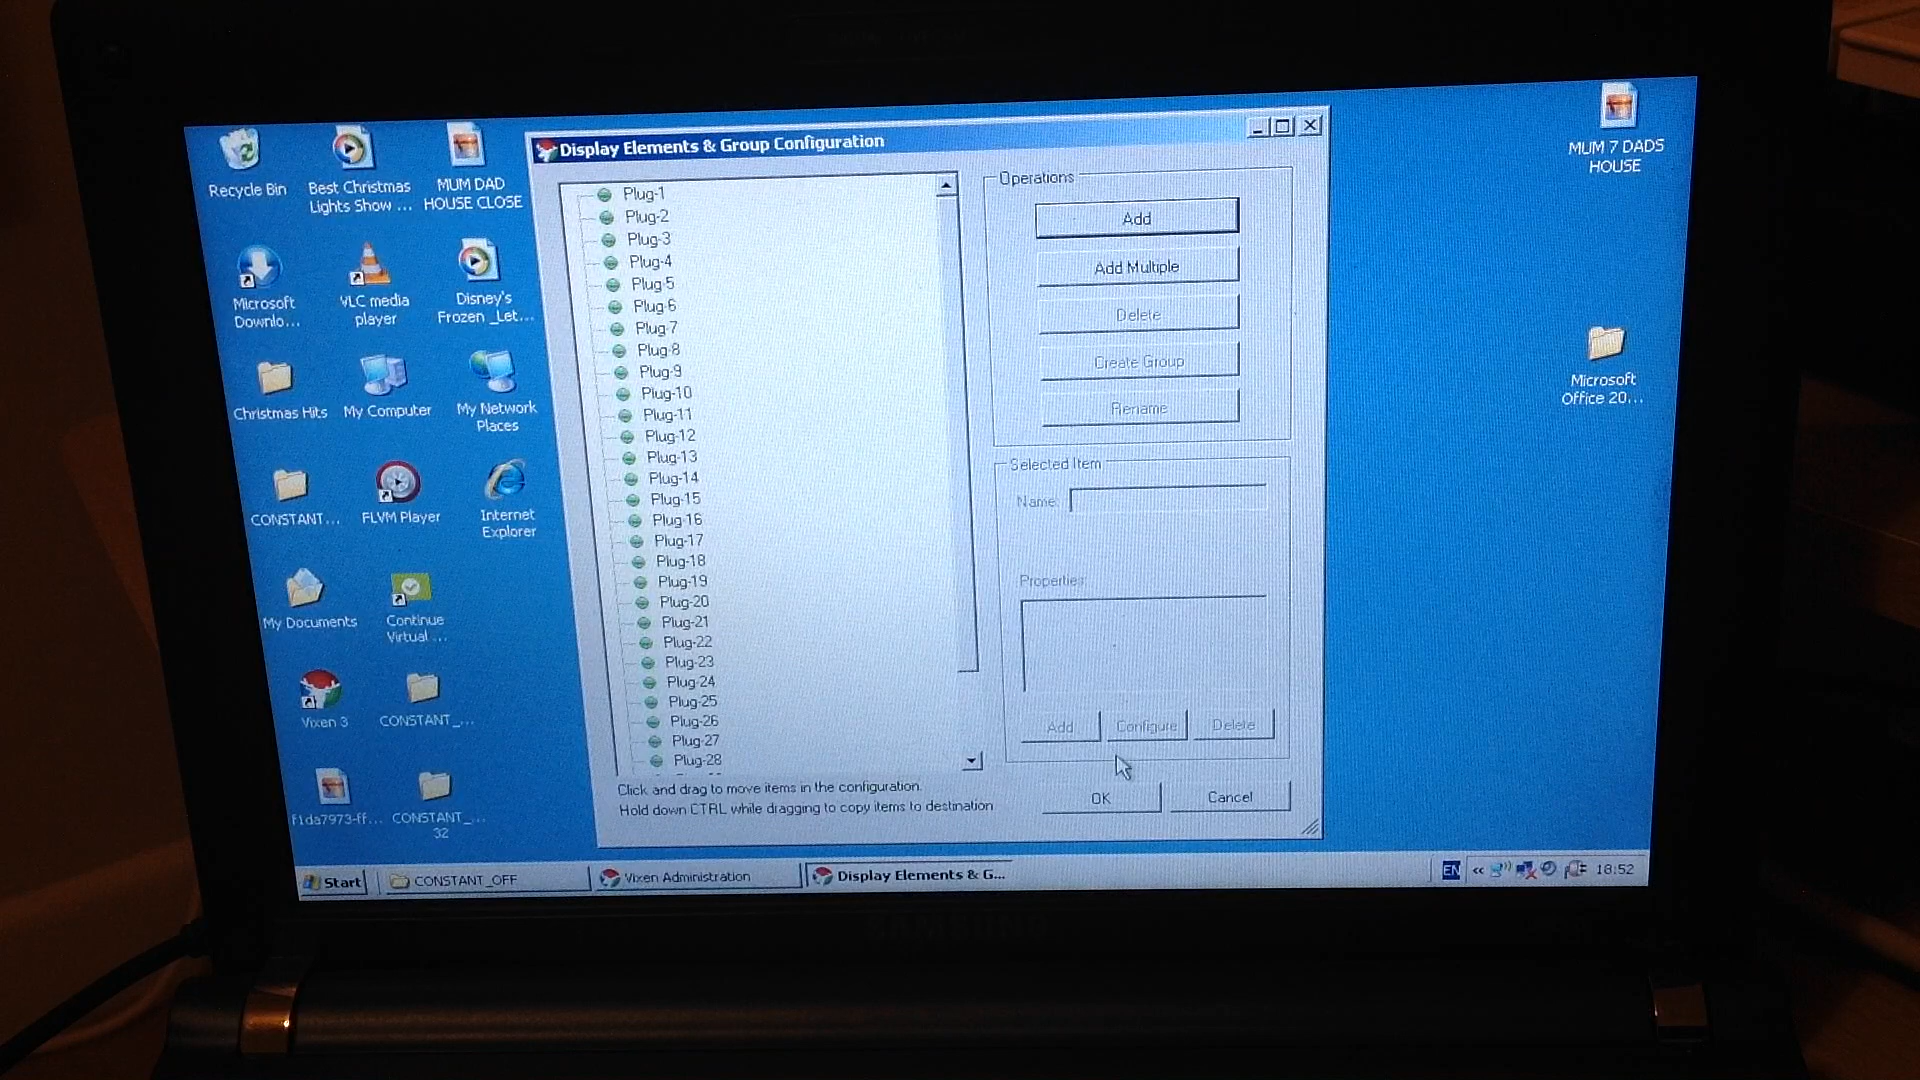 Recycle Bin
Best Christmas
Lights Show ...
MUM DAD
HOUSE CLOSE
Microsoft
Downlo...
VLC media
player
Disney's
Frozen _Let...
Christmas Hits
My Computer
My Network
Places
CONSTANT...
FLVM Player
Internet
Explorer
My Documents
Continue
Virtual ...
Vixen 3
CONSTANT_...
f1da7973-ff...
CONSTANT_...
32
Display Elements & Group Configuration
Plug-1
Plug-2
Plug-3
Plug-4
Plug-5
Plug-6
Plug-7
Plug-8
Plug-9
Plug-10
Plug-11
Plug-12
Plug-13
Plug-14
Plug-15
Plug-16
Plug-17
Plug-18
Plug-19
Plug-20
Plug-21
Plug-22
Plug-23
Plug-24
Plug-25
Plug-26
Plug-27
Plug-28
Click and drag to move items in the configuration.
Hold down CTRL while dragging to copy items to destination
Operations
Add
Add Multiple
Delete
Create Group
Rename
Selected Item
Name:
Properties:
Add
Configure
Delete
OK
Cancel
MUM 7 DADS
HOUSE
Microsoft
Office 20...
Start
CONSTANT_OFF
Vixen Administration
Display Elements & G...
EN
«
18:52
SAMSUNG